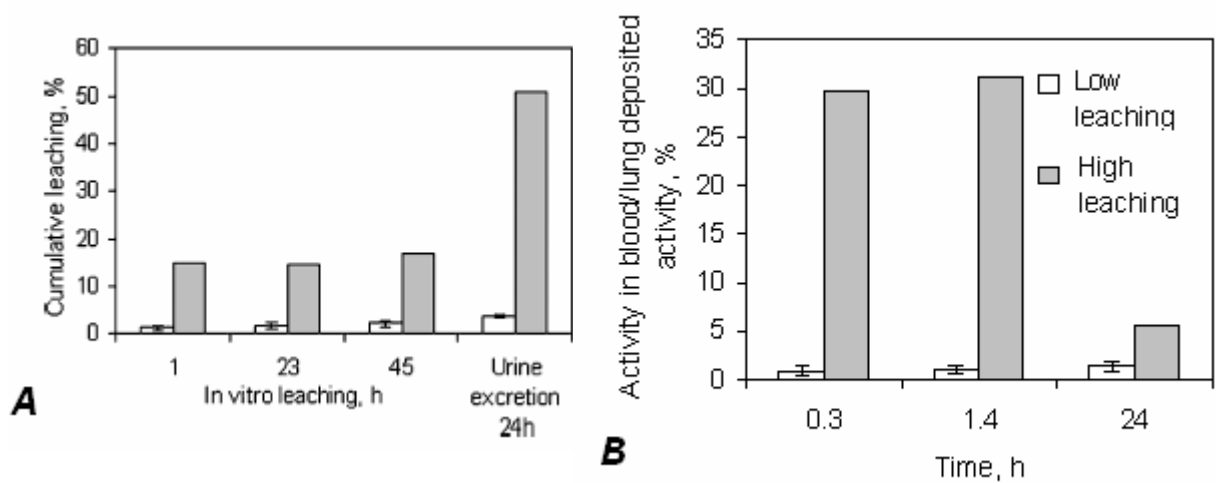 Cumulative leaching, %
60
50
40
30
20
10
0
1
23
45
Urine
excretion
24h
In vitro leaching, h
A
Activity in blood/lung deposited
activity, %
35
30
25
20
15
10
5
0
Low
leaching
High
leaching
0.3
1.4
24
Time, h
B